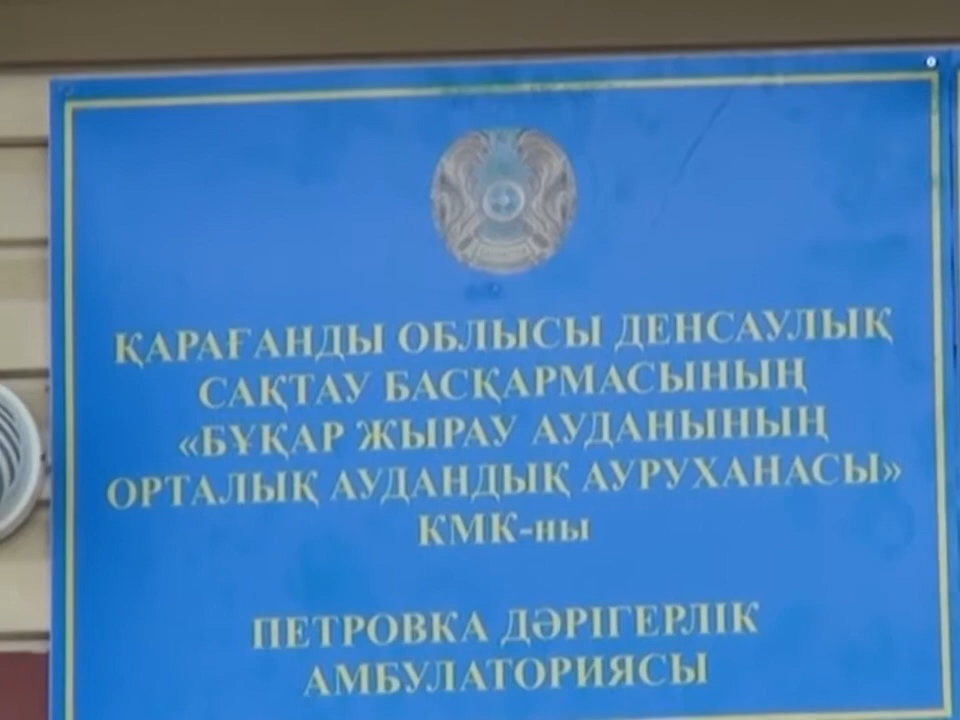 ҚАРАҒАНДЫ ОБЛЫСЫ ДЕНСАУЛЫҚ
САҚТАУ БАСҚАРМАСЫНЫҢ
«БҰҚАР ЖЫРАУ АУДАНЫНЫҢ
ОРТАЛЫҚ АУДАНДЫҚ АУРУХАНАСЫ»
КМК-ны
ПЕТРОВКА ДӘРІГЕРЛІК
АМБУЛАТОРИЯСЫ